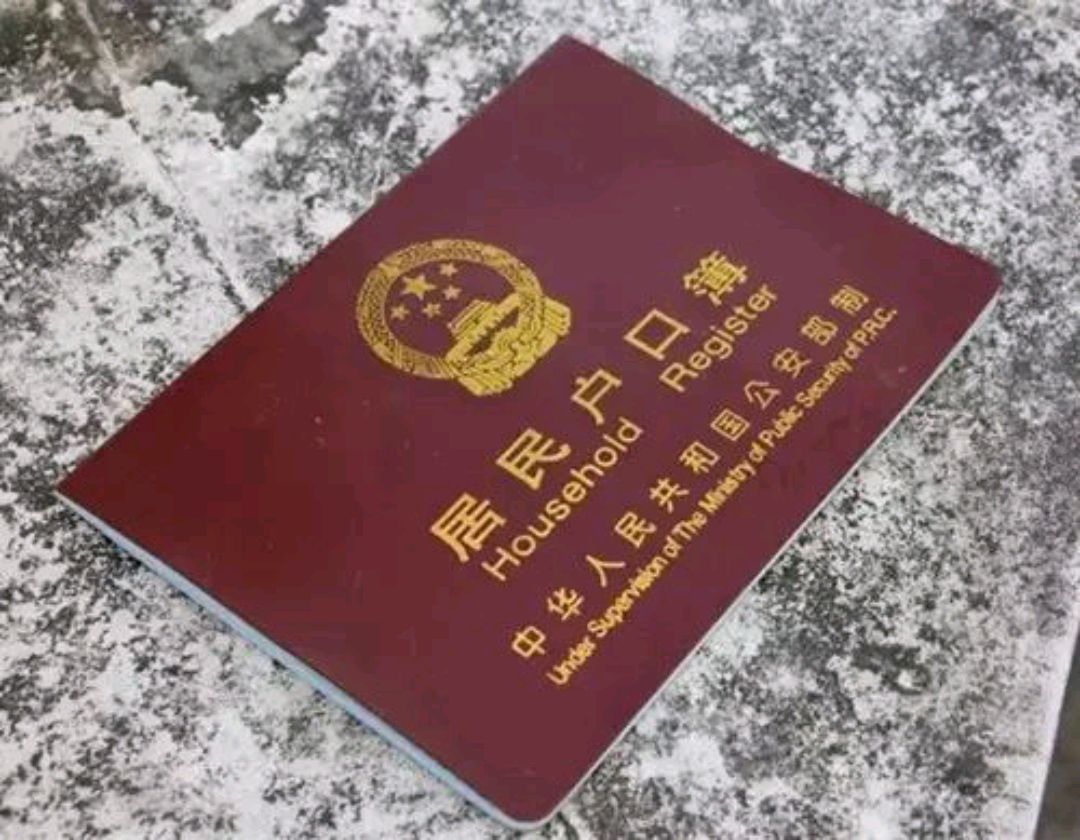 居民户口簿
Household Register
中华人民共和国公安部制
Under Supervision of The Ministry of Public Security of P.R.C.